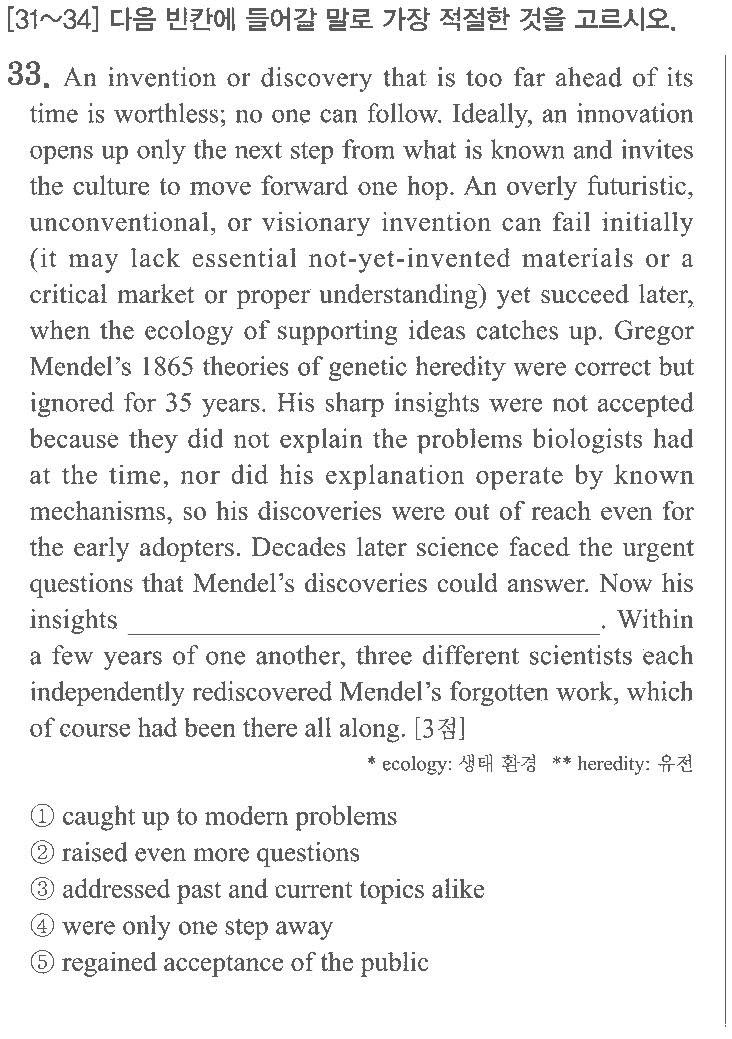 [31～34] 다음 빈칸에 들어갈 말로 가장 적절한 것을 고르시오.
33. An invention or discovery that is too far ahead of its
time is worthless; no one can follow. Ideally, an innovation
opens up only the next step from what is known and invites
the culture to move forward one hop. An overly futuristic,
unconventional, or visionary invention can fail initially
(it may lack essential not-yet-invented materials or a
critical market or proper understanding) yet succeed later,
when the ecology of supporting ideas catches up. Gregor
Mendel’s 1865 theories of genetic heredity were correct but
ignored for 35 years. His sharp insights were not accepted
because they did not explain the problems biologists had
at the time, nor did his explanation operate by known
mechanisms, so his discoveries were out of reach even for
the early adopters. Decades later science faced the urgent
questions that Mendel’s discoveries could answer. Now his
insights ____________________. Within
a few years of one another, three different scientists each
independently rediscovered Mendel’s forgotten work, which
of course had been there all along. [3점]
* ecology: 생태 환경 ** heredity: 유전
① caught up to modern problems
② raised even more questions
③ addressed past and current topics alike
④ were only one step away
⑤ regained acceptance of the public